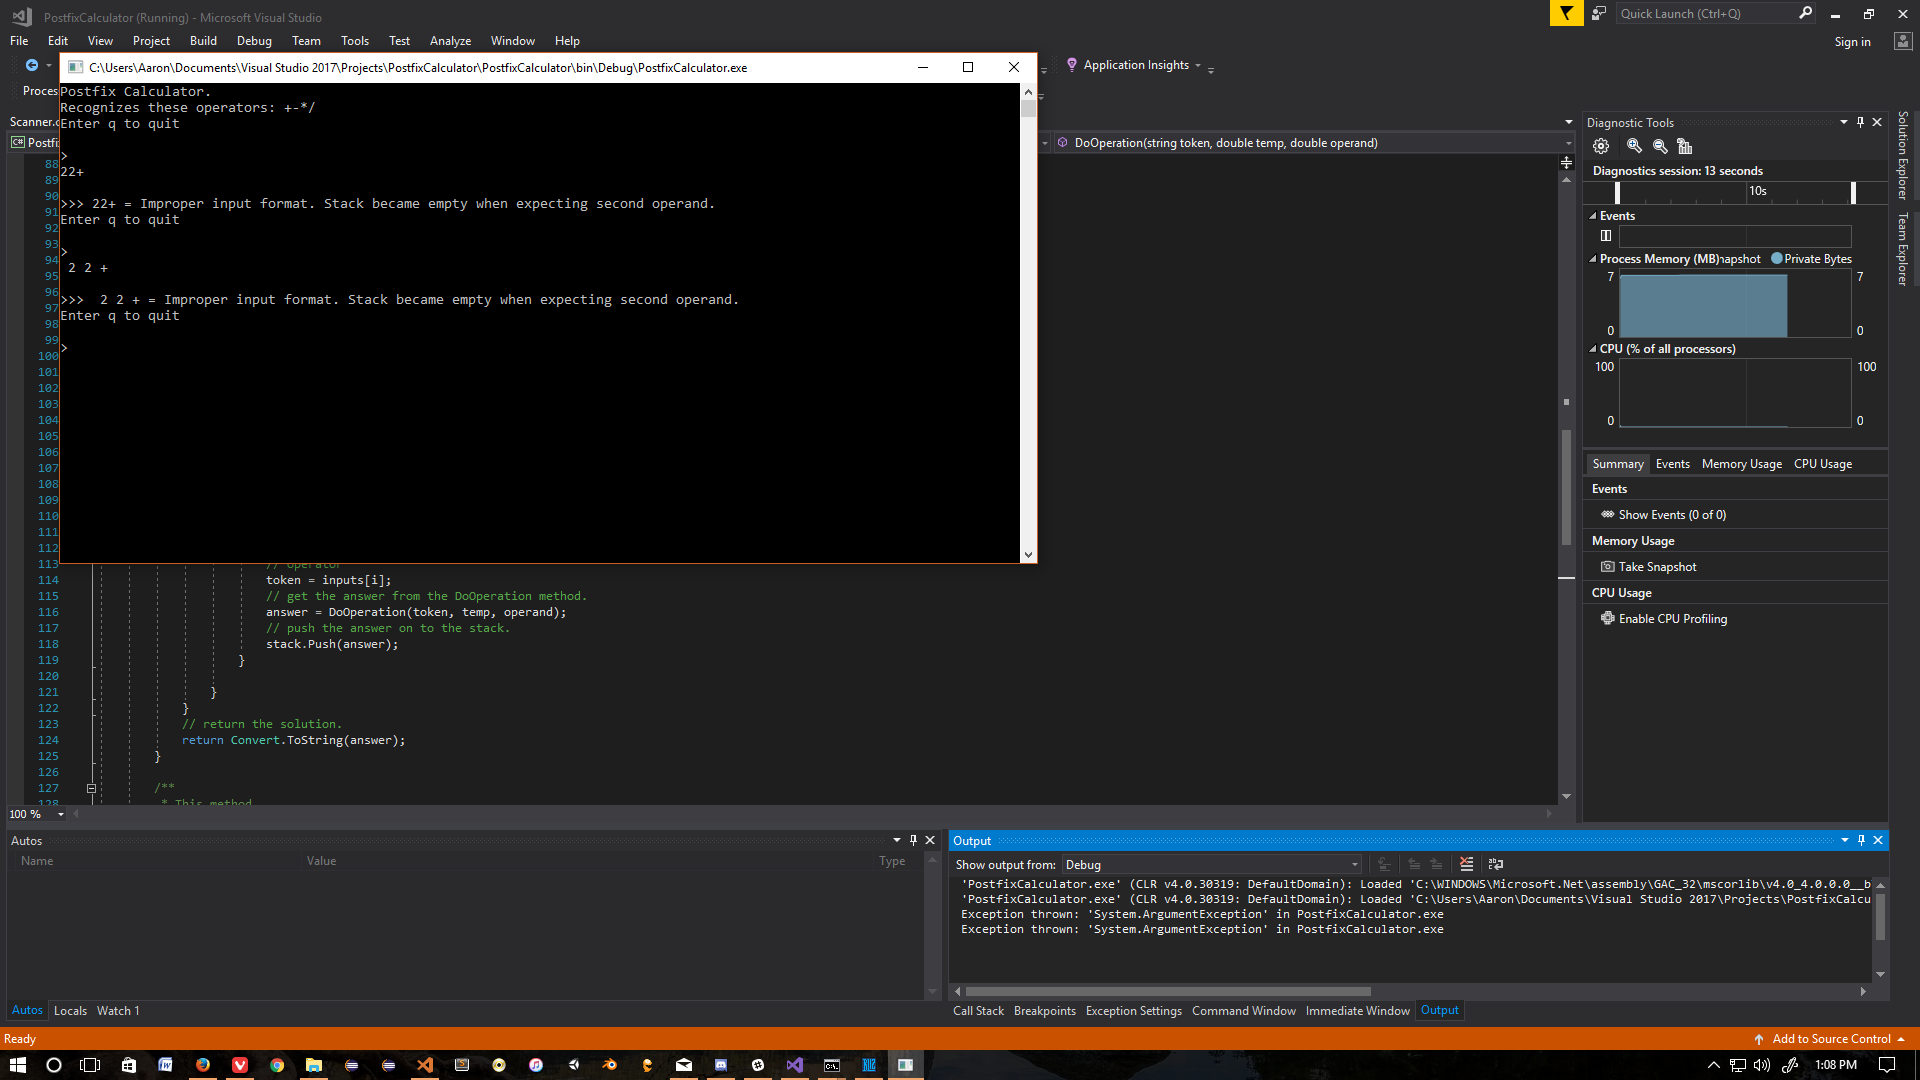 PostfixCalculator (Running) - Microsoft Visual Studio
Quick Launch (Ctrl+Q)
File Edit View Project Build Debug Team Tools Test Analyze Window Help
Sign in
C:\Users\Aaron\Documents\Visual Studio 2017\Projects\PostfixCalculator\PostfixCalculator\bin\Debug\PostfixCalculator.exe
Application Insights
Proces
Postfix Calculator.
Recognizes these operators: +-*/
Enter q to quit
>
22+
>>> 22+ = Improper input format. Stack became empty when expecting second operand.
Enter q to quit
>
2 2 +
>>>  2 2 + = Improper input format. Stack became empty when expecting second operand.
Enter q to quit
>
Scanner.c
C# Postfi
DoOperation(string token, double temp, double operand)
88
89
90
91
92
93
94
95
96
97
98
99
100
101
102
103
104
105
106
107
108
109
110
111
112
113 // operator
114 token = inputs[i];
115 // get the answer from the DoOperation method.
116 answer = DoOperation(token, temp, operand);
117 // push the answer on to the stack.
118 stack.Push(answer);
119 }
120
121 }
122 }
123 // return the solution.
124 return Convert.ToString(answer);
125 }
126
127 /**
128 * This method
100 %
Diagnostic Tools
Diagnostics session: 13 seconds
10s
Events
Process Memory (MB) napshot Private Bytes
7 7
0 0
CPU (% of all processors)
100 100
0 0
Summary Events Memory Usage CPU Usage
Events
Show Events (0 of 0)
Memory Usage
Take Snapshot
CPU Usage
Enable CPU Profiling
Solution Explorer
Team Explorer
Autos
Name Value Type
Autos Locals Watch 1
Output
Show output from: Debug
'PostfixCalculator.exe' (CLR v4.0.30319: DefaultDomain): Loaded 'C:\WINDOWS\Microsoft.Net\assembly\GAC_32\mscorlib\v4.0_4.0.0.0__b
'PostfixCalculator.exe' (CLR v4.0.30319: DefaultDomain): Loaded 'C:\Users\Aaron\Documents\Visual Studio 2017\Projects\PostfixCalcu
Exception thrown: 'System.ArgumentException' in PostfixCalculator.exe
Exception thrown: 'System.ArgumentException' in PostfixCalculator.exe
Call Stack Breakpoints Exception Settings Command Window Immediate Window Output
Ready
Add to Source Control
1:08 PM